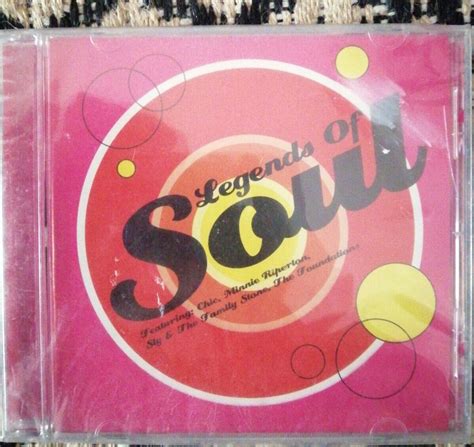 Legends Of
Soul
Featuring: Chic, Minnie Riperton,
Sly & The Family Stone, The Foundations